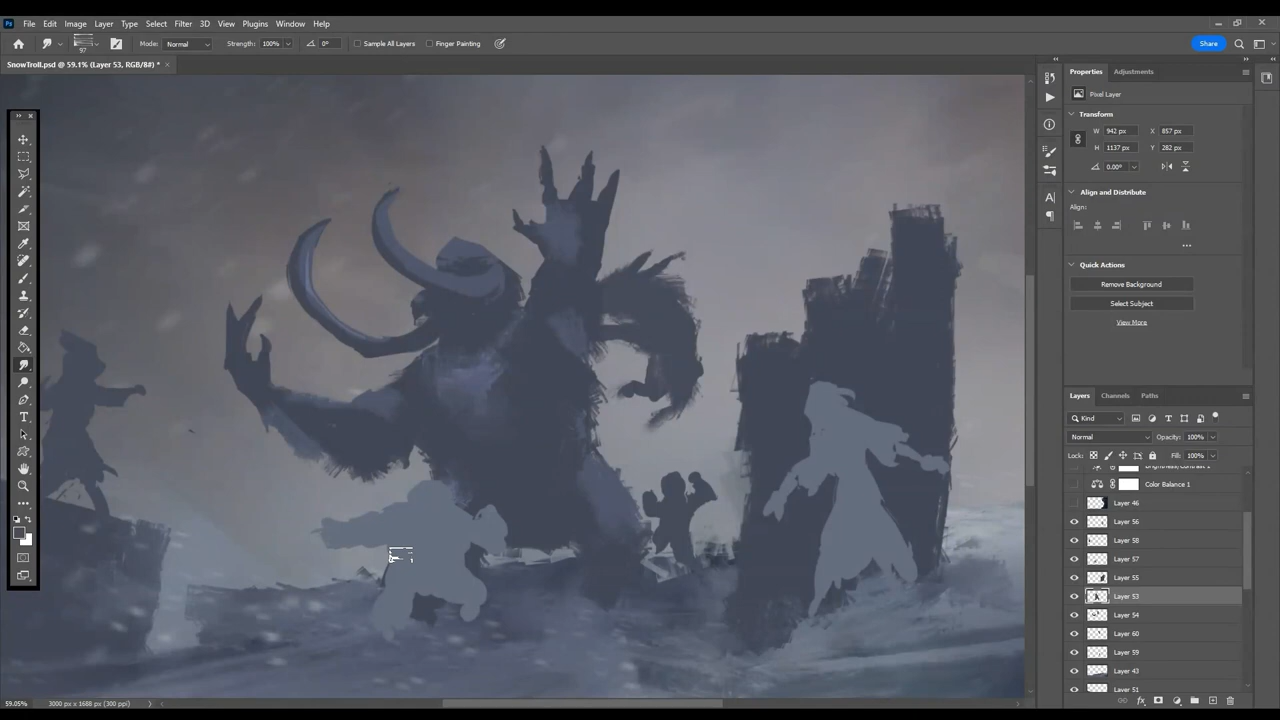 Ps File Edit Image Layer Type Select Filter 3D View Plugins Window Help
97 Mode: Normal Strength: 100% 0° Sample All Layers Finger Painting Share
SnowTroll.psd @ 59.1% (Layer 53, RGB/8#) * ×
Properties Adjustments
Pixel Layer
Transform
W 942 px X 857 px
H 1137 px Y 282 px
0.00°
Align and Distribute
Align:
Quick Actions
Remove Background
Select Subject
View More
Layers Channels Paths
Kind
Normal Opacity: 100%
Lock: Fill: 100%
Brightness/Contrast 1
Color Balance 1
Layer 46
Layer 56
Layer 58
Layer 57
Layer 55
Layer 53
Layer 54
Layer 60
Layer 59
Layer 43
Layer 51
59.05% 3000 px x 1688 px (300 ppi)